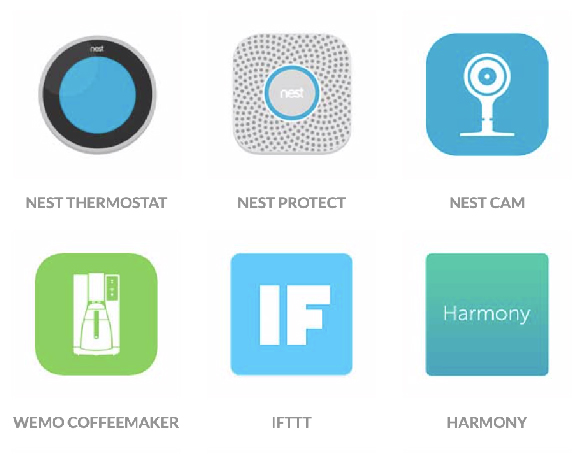 nest
nest
NEST THERMOSTAT
NEST PROTECT
NEST CAM
IF
Harmony
WEMO COFFEEMAKER
IFTTT
HARMONY